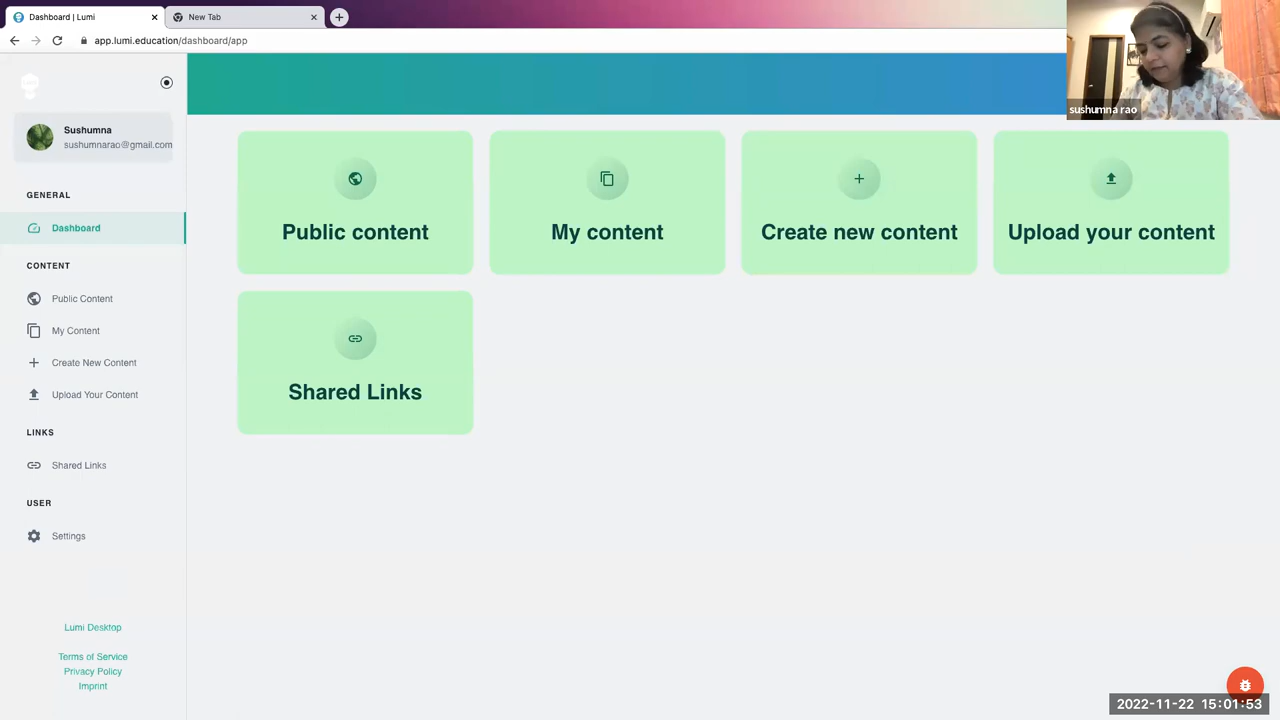 Dashboard | Lumi
New Tab
app.lumi.education/dashboard/app
sushumna rao
Sushumna
sushumnarao@gmail.com
GENERAL
Dashboard
CONTENT
Public Content
My Content
Create New Content
Upload Your Content
LINKS
Shared Links
USER
Settings
Lumi Desktop
Terms of Service
Privacy Policy
Imprint
Public content
My content
Create new content
Upload your content
Shared Links
2022-11-22 15:01:53